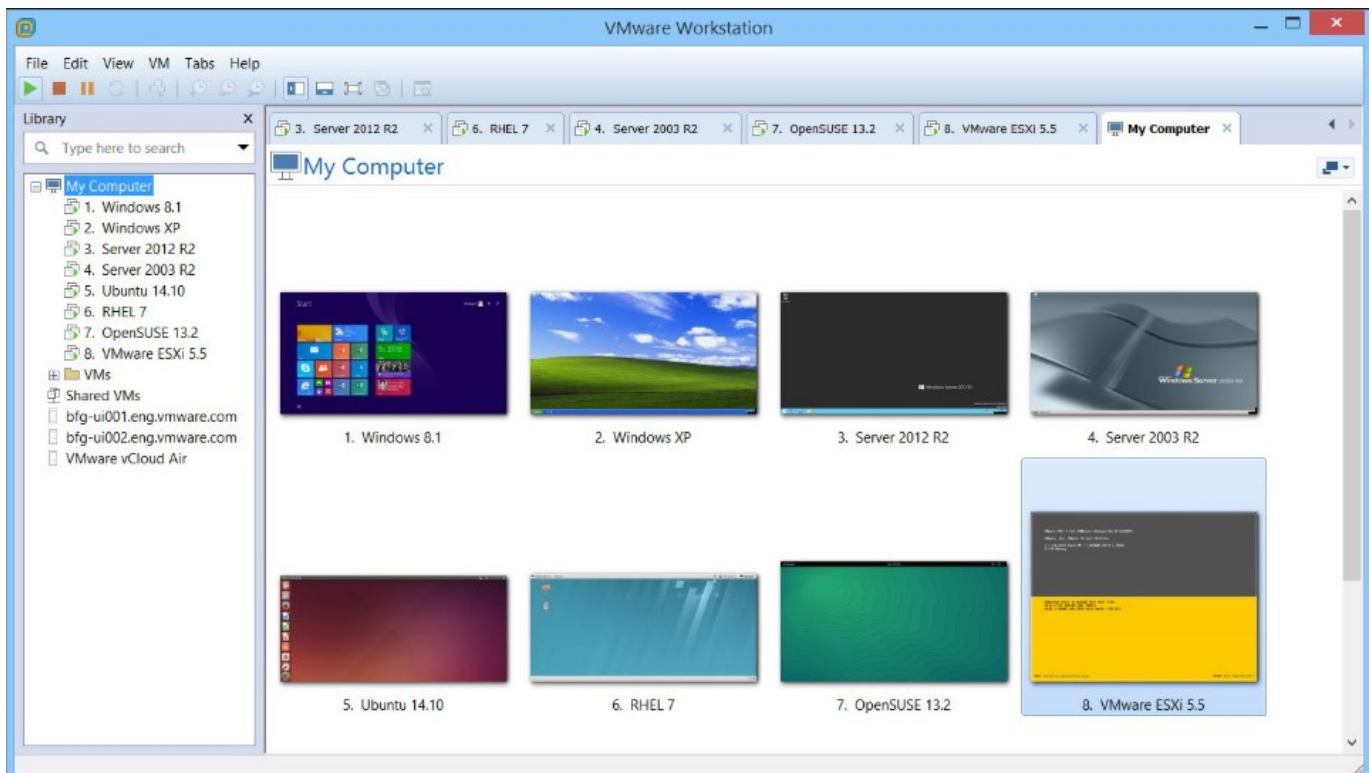 VMware Workstation
File Edit View VM Tabs Help
Library
Type here to search
My Computer
1. Windows 8.1
2. Windows XP
3. Server 2012 R2
4. Server 2003 R2
5. Ubuntu 14.10
6. RHEL 7
7. OpenSUSE 13.2
8. VMware ESXi 5.5
VMs
Shared VMs
bfg-ui001.eng.vmware.com
bfg-ui002.eng.vmware.com
VMware vCloud Air
3. Server 2012 R2 6. RHEL 7 4. Server 2003 R2 7. OpenSUSE 13.2 8. VMware ESXi 5.5 My Computer
My Computer
Start
Windows Server 2012 R2
Windows Server 2003 R2
1. Windows 8.1 2. Windows XP 3. Server 2012 R2 4. Server 2003 R2
5. Ubuntu 14.10 6. RHEL 7 7. OpenSUSE 13.2 8. VMware ESXi 5.5